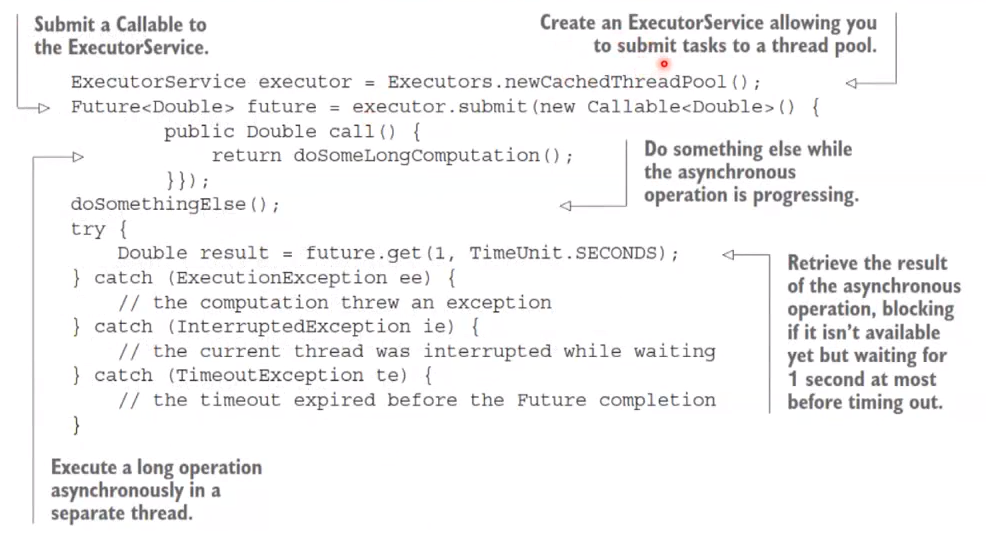 Submit a Callable to
the ExecutorService.
Create an ExecutorService allowing you
to submit tasks to a thread pool.
ExecutorService executor = Executors.newCachedThreadPool();
Future<Double> future = executor.submit(new Callable<Double>() {
public Double call() {
return doSomeLongComputation();
}});
Do something else while
the asynchronous
operation is progressing.
doSomethingElse();
try {
Double result = future.get(1, TimeUnit.SECONDS);
} catch (ExecutionException ee) {
// the computation threw an exception
} catch (InterruptedException ie) {
// the current thread was interrupted while waiting
} catch (TimeoutException te) {
// the timeout expired before the Future completion
}
Retrieve the result
of the asynchronous
operation, blocking
if it isn't available
yet but waiting for
1 second at most
before timing out.
Execute a long operation
asynchronously in a
separate thread.